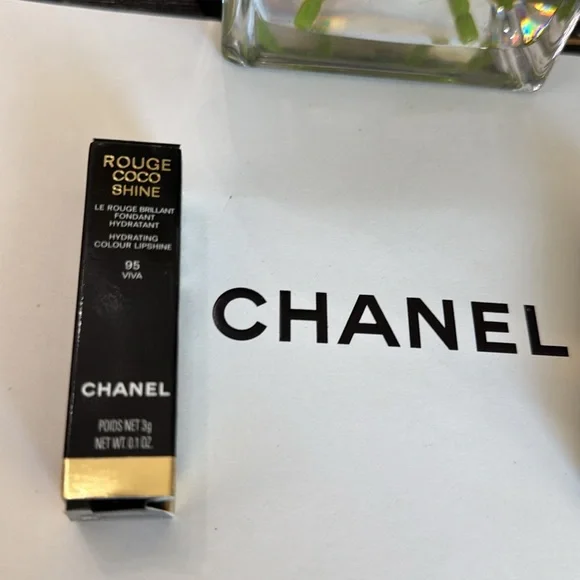 ROUGE
COCO
SHINE
LE ROUGE BRILLANT
FONDANT
HYDRATANT
HYDRATING
COLOUR LIPSHINE
95
VIVA
CHANEL
POIDS NET 3g
NET WT. 0.1 OZ.
CHANEL